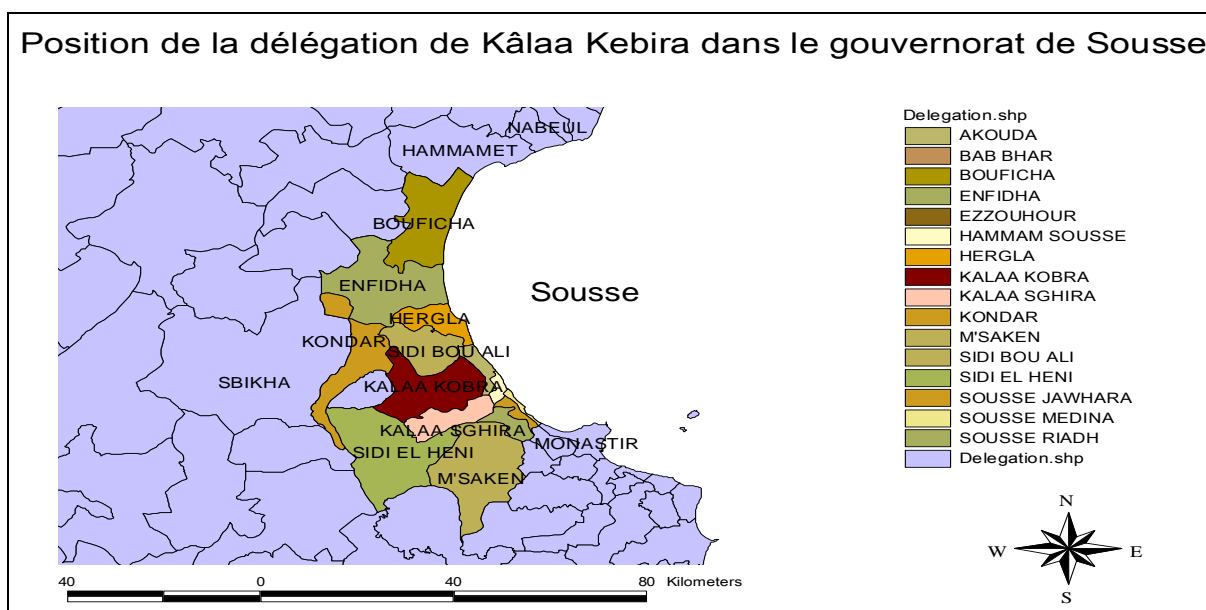 Position de la délégation de Kâlaa Kebira dans le gouvernorat de Sousse
NABEUL
HAMMAMET
BOUFICHA
ENFIDHA
Sousse
HERGLA
KONDAR
SIDI BOU ALI
SBIKHA
KALAA KOBRA
KALAA SGHIRA
MONASTIR
SIDI EL HENI
M'SAKEN
40 0 40 80 Kilometers
Delegation.shp
AKOUDA
BAB BHAR
BOUFICHA
ENFIDHA
EZZOUHOUR
HAMMAM SOUSSE
HERGLA
KALAA KOBRA
KALAA SGHIRA
KONDAR
M'SAKEN
SIDI BOU ALI
SIDI EL HENI
SOUSSE JAWHARA
SOUSSE MEDINA
SOUSSE RIADH
Delegation.shp
N
W E
S